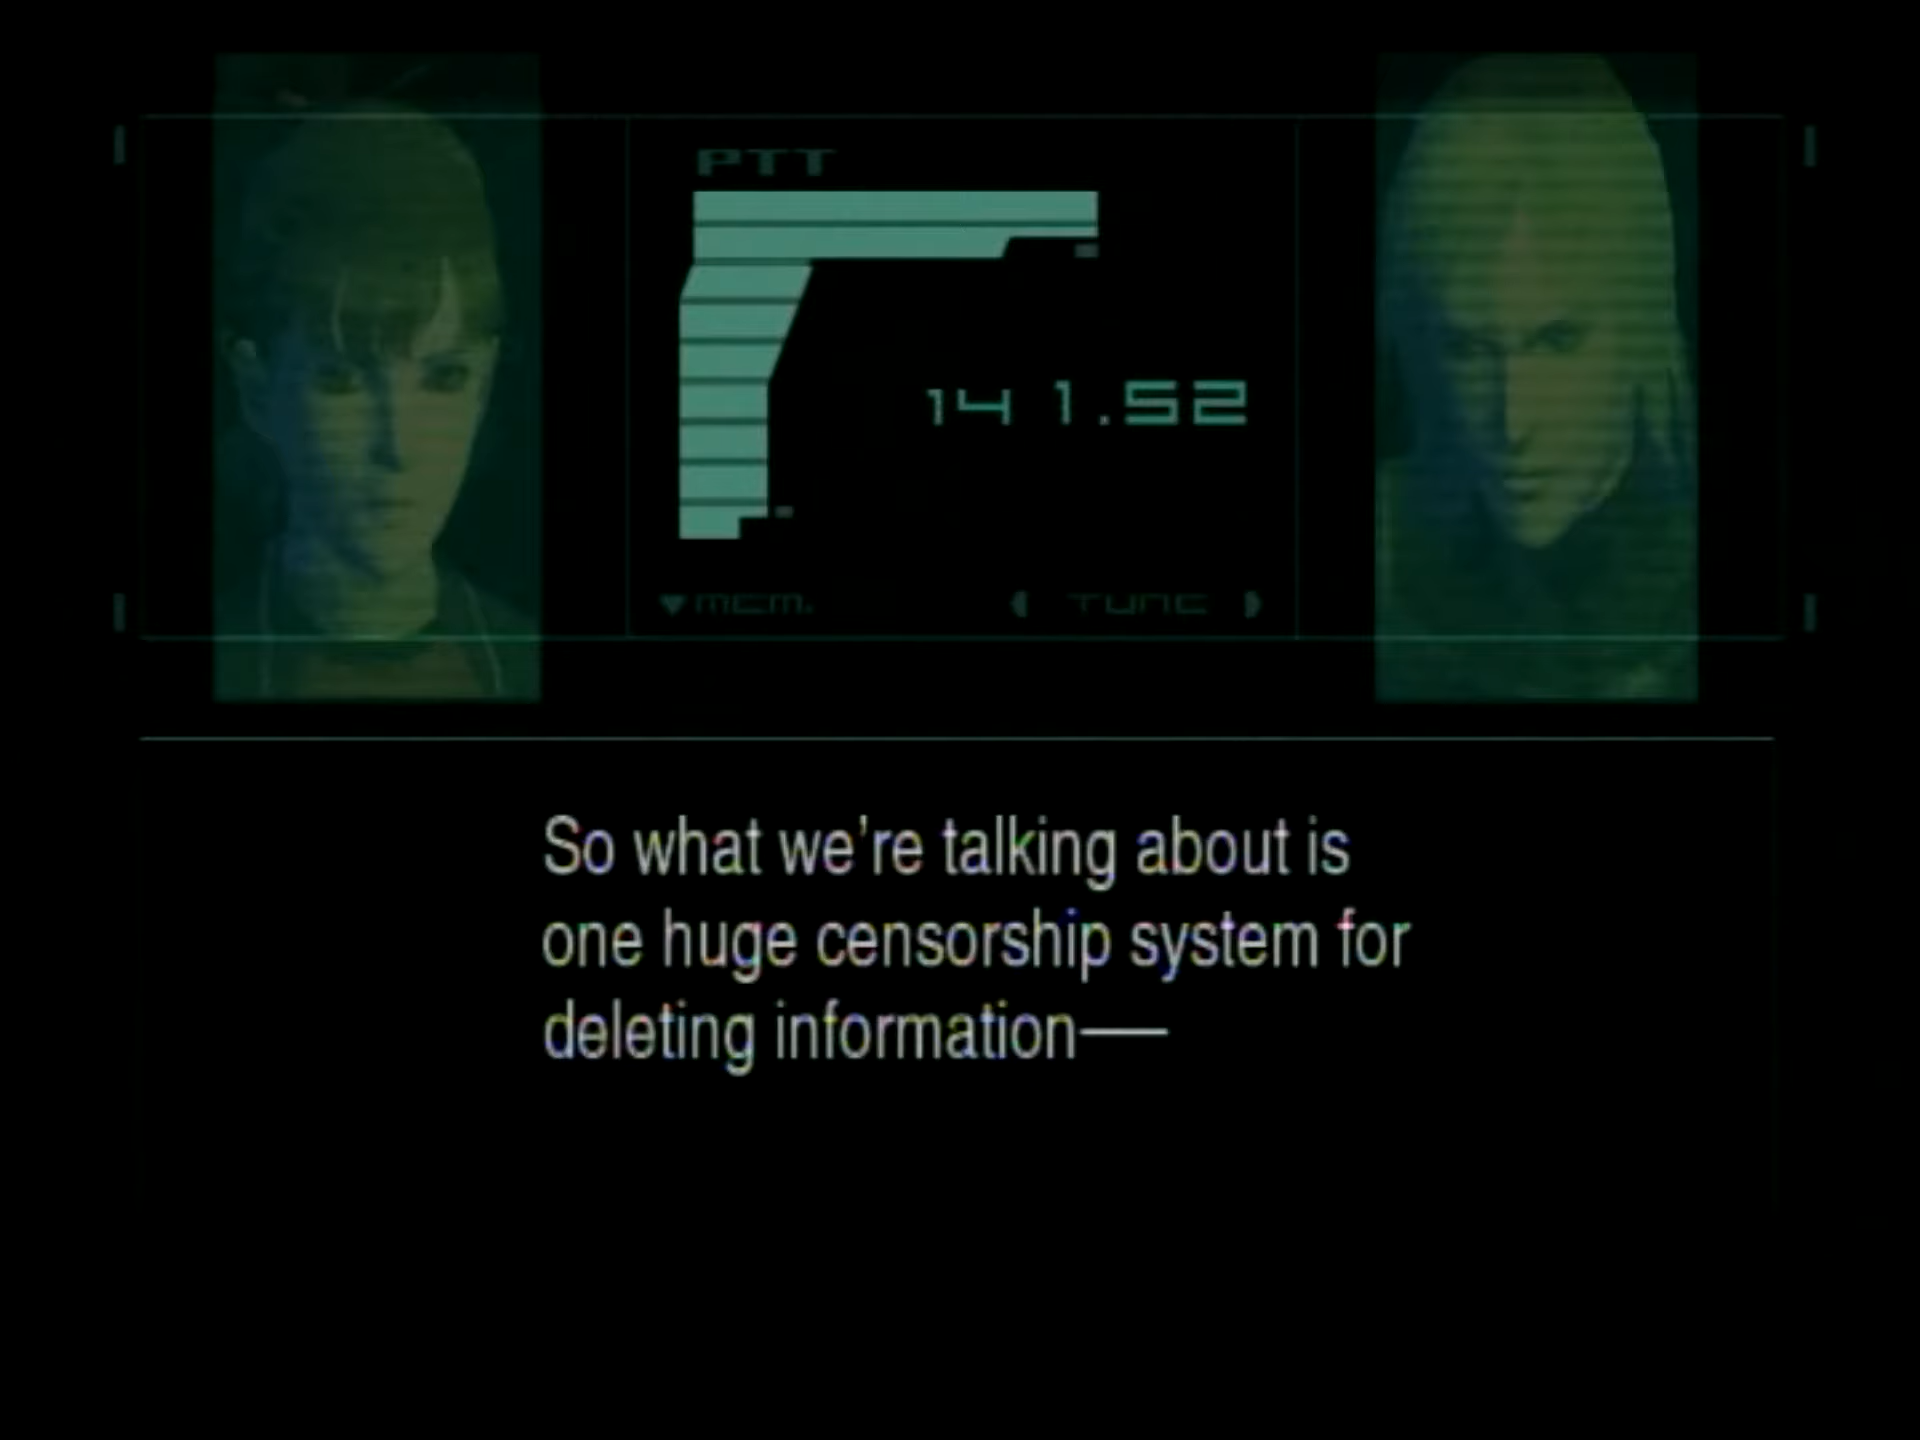 PTT
141.52
▼MEM.
TUNE
So what we're talking about is
one huge censorship system for
deleting information——